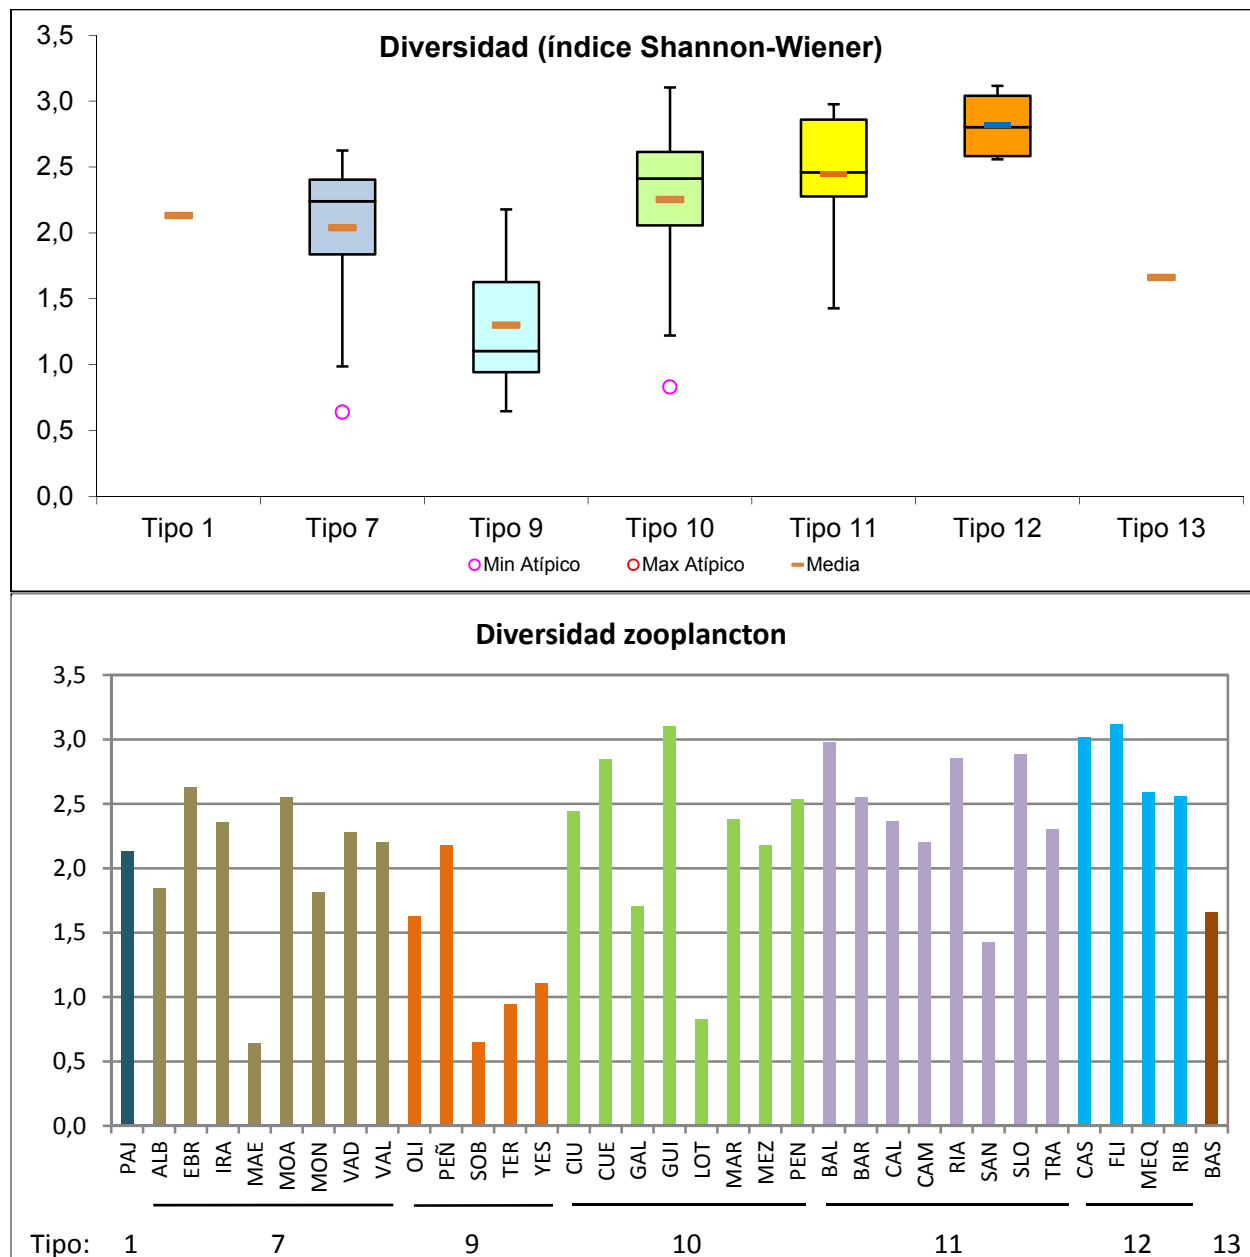 Diversidad (índice Shannon-Wiener)
3,5
3,0
2,5
2,0
1,5
1,0
0,5
0,0
Tipo 1 Tipo 7 Tipo 9 Tipo 10 Tipo 11 Tipo 12 Tipo 13
Min Atípico Max Atípico Media
Diversidad zooplancton
3,5
3,0
2,5
2,0
1,5
1,0
0,5
0,0
PAJ ALB EBR IRA MAE MOA MON VAD VAL OLI PEÑ SOB TER YES CIU CUE GAL GUI LOT MAR MEZ PEN BAL BAR CAL CAM RIA SAN SLO TRA CAS FLI MEQ RIB BAS
Tipo: 1 7 9 10 11 12 13